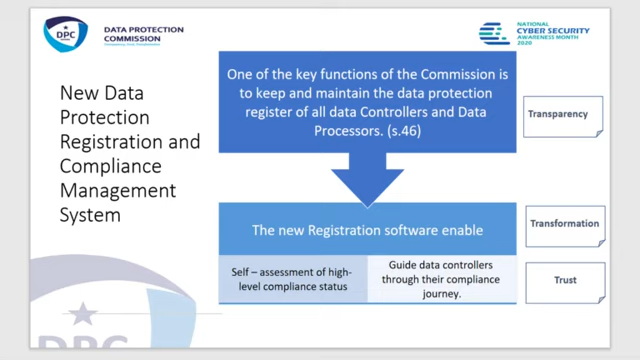 DPC
DATA PROTECTION
COMMISSION
NATIONAL
CYBER SECURITY
AWARENESS MONTH
2020
New Data
Protection
Registration and
Compliance
Management
System
One of the key functions of the Commission is
to keep and maintain the data protection
register of all data Controllers and Data
Processors. (s.46)
Transparency
The new Registration software enable
Transformation
Self – assessment of high-
level compliance status
Guide data controllers
through their compliance
journey.
Trust
DPC